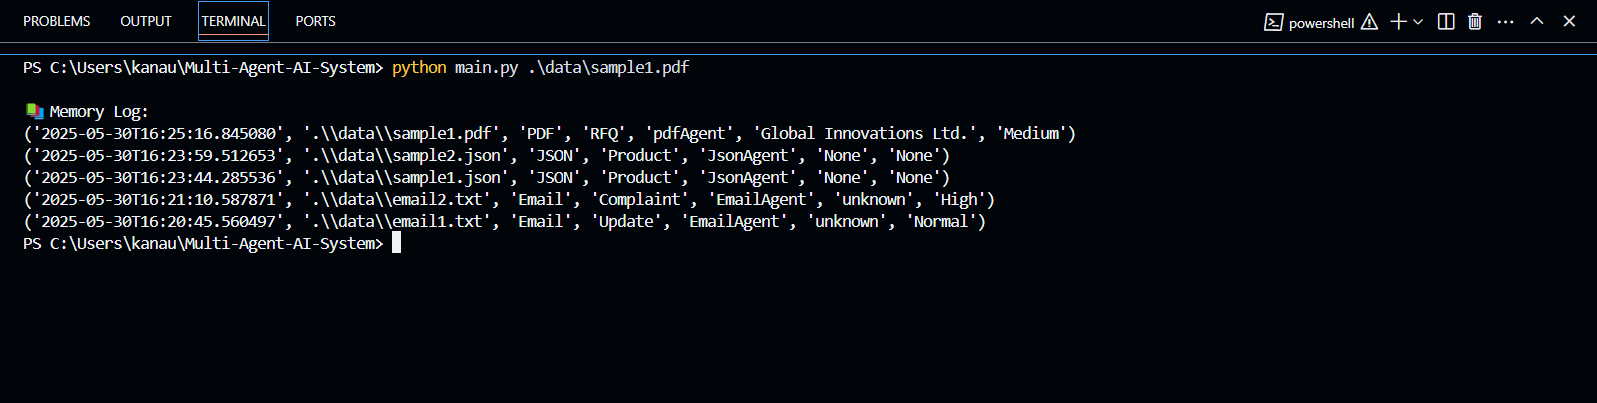 PROBLEMS OUTPUT TERMINAL PORTS powershell
PS C:\Users\kanau\Multi-Agent-AI-System> python main.py .\data\sample1.pdf
Memory Log:
('2025-05-30T16:25:16.845080', '.\\data\\sample1.pdf', 'PDF', 'RFQ', 'pdfAgent', 'Global Innovations Ltd.', 'Medium')
('2025-05-30T16:23:59.512653', '.\\data\\sample2.json', 'JSON', 'Product', 'JsonAgent', 'None', 'None')
('2025-05-30T16:23:44.285536', '.\\data\\sample1.json', 'JSON', 'Product', 'JsonAgent', 'None', 'None')
('2025-05-30T16:21:10.587871', '.\\data\\email2.txt', 'Email', 'Complaint', 'EmailAgent', 'unknown', 'High')
('2025-05-30T16:20:45.560497', '.\\data\\email1.txt', 'Email', 'Update', 'EmailAgent', 'unknown', 'Normal')
PS C:\Users\kanau\Multi-Agent-AI-System>